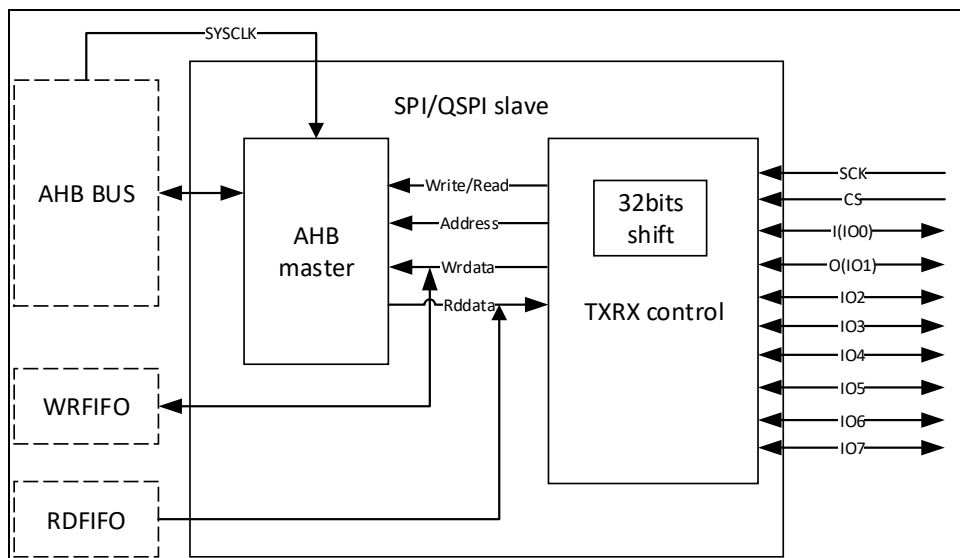 SYSCLK
SPI/QSPI slave
AHB BUS
AHB
master
Write/Read
Address
Wrdata
Rddata
32bits
shift
TXRX control
SCK
CS
I(IO0)
O(IO1)
IO2
IO3
IO4
IO5
IO6
IO7
WRFIFO
RDFIFO